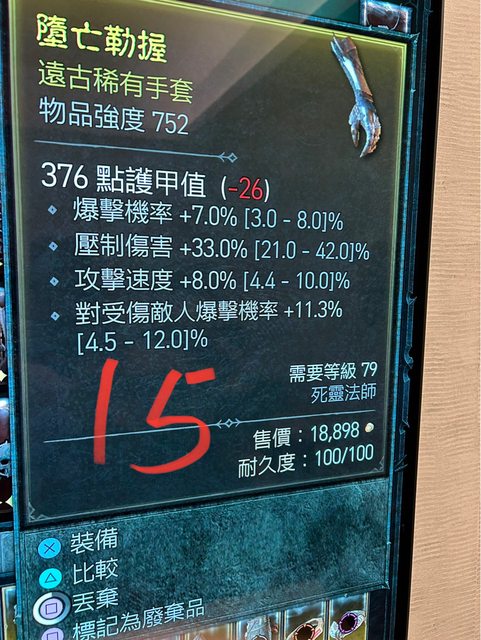 墮亡勒握
遠古稀有手套
物品強度 752
376 點護甲值 (-26)
爆擊機率 +7.0% [3.0 - 8.0]%
壓制傷害 +33.0% [21.0 - 42.0]%
攻擊速度 +8.0% [4.4 - 10.0]%
對受傷敵人爆擊機率 +11.3%
[4.5 - 12.0]%
15
需要等級 79
死靈法師
售價：18,898
耐久度：100/100
裝備
比較
丟棄
標記為廢棄品